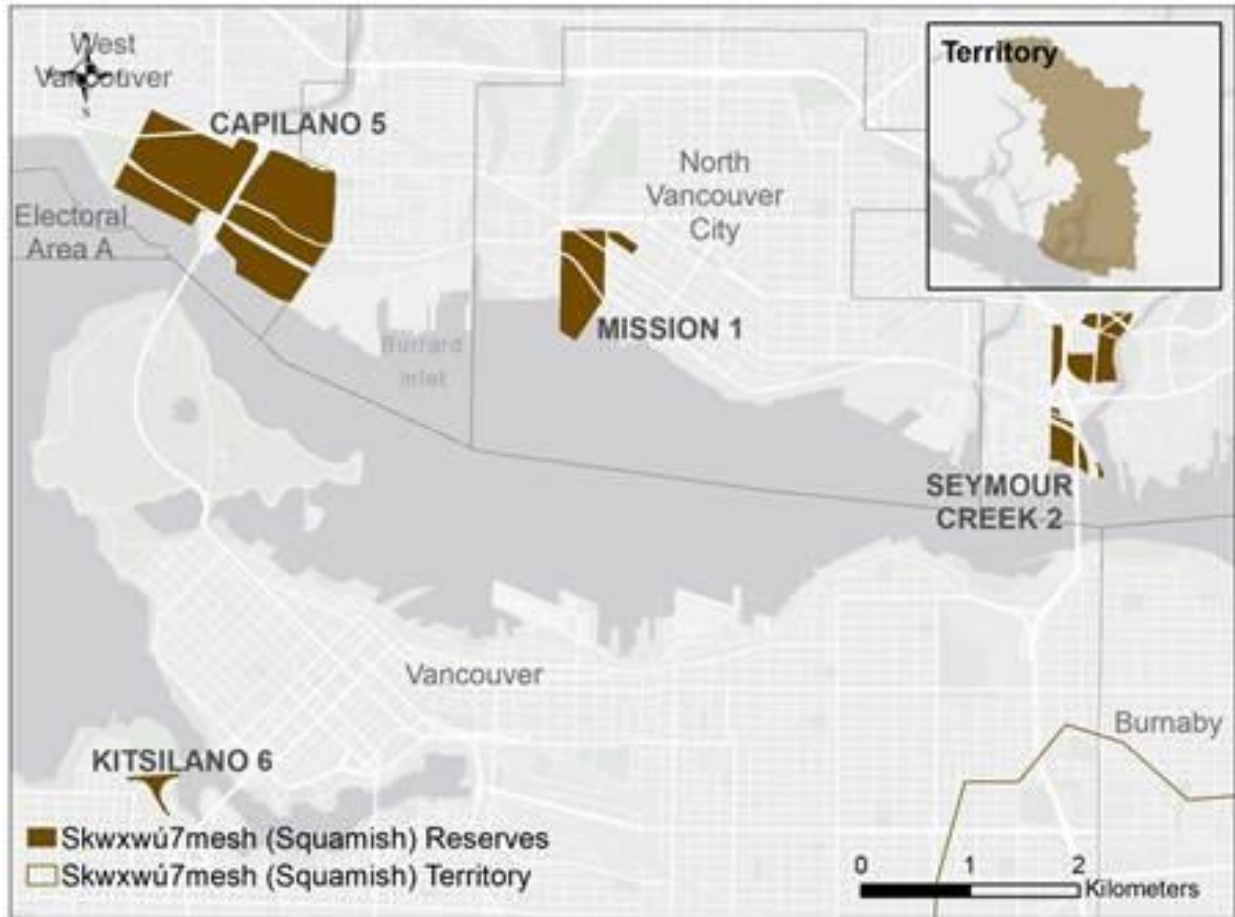 West
Vancouver
S
CAPILANO 5
Territory
North
Vancouver
City
Electoral
Area A
MISSION 1
Burrard
Inlet
SEYMOUR
CREEK 2
Vancouver
Burnaby
KITSILANO 6
Skwxwú7mesh (Squamish) Reserves
Skwxwú7mesh (Squamish) Territory
0 1 2
Kilometers